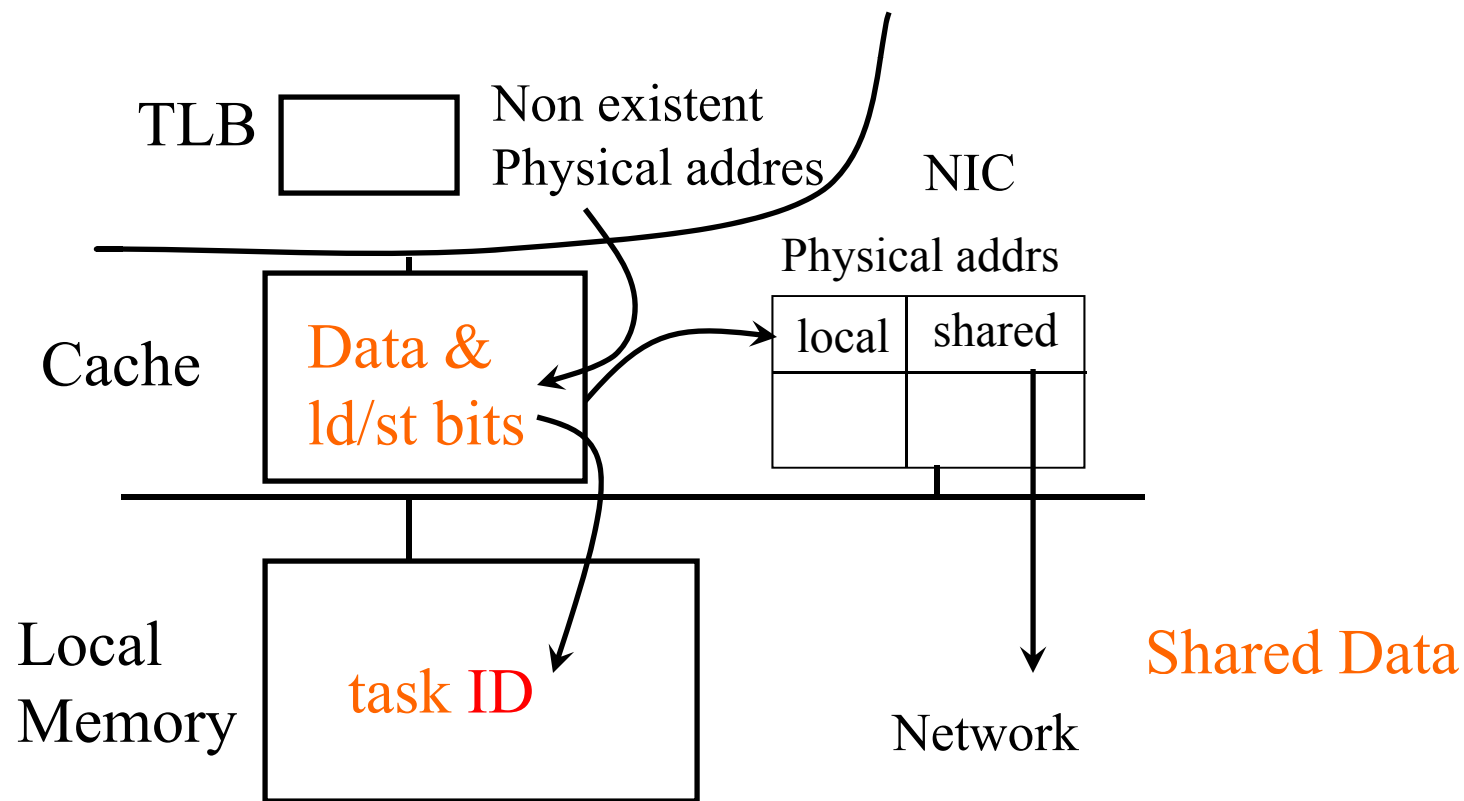 TLB
Non existent
Physical addres
NIC
Physical addrs
local
shared
Cache
Data &
ld/st bits
Local
Memory
task ID
Shared Data
Network